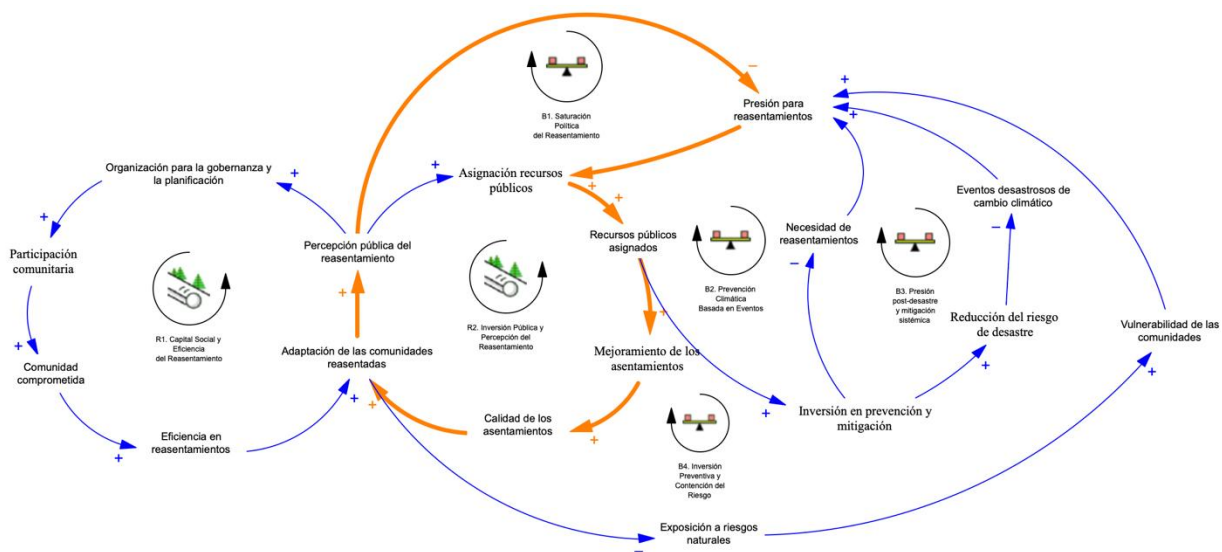 B1. Saturación
Política
del Reasentamiento
−
Presión para
reasentamientos
+
+
Organización para la gobernanza y
la planificación
+
+
Asignación recursos
públicos
+
+
+
Eventos desastrosos de
cambio climático
−
+
Participación
comunitaria
Percepción pública del
reasentamiento
Recursos públicos
asignados
Necesidad de
reasentamientos
−
B2. Prevención
Climática
Basada en Eventos
B3. Presión
post-desastre
y mitigación
sistémica
R1. Capital Social y
Eficiencia
del Reasentamiento
+
R2. Inversión Pública y
Percepción del
Reasentamiento
+
Reducción del riesgo
de desastre
+
Vulnerabilidad de las
comunidades
+
+
Comunidad
comprometida
Adaptación de las comunidades
reasentadas
+
+
Mejoramiento de los
asentamientos
Calidad de los
asentamientos
+
B4. Inversión
Preventiva y
Contención del
Riesgo
+
Inversión en prevención y
mitigación
+
Eficiencia en
reasentamientos
Exposición a riesgos
naturales
−